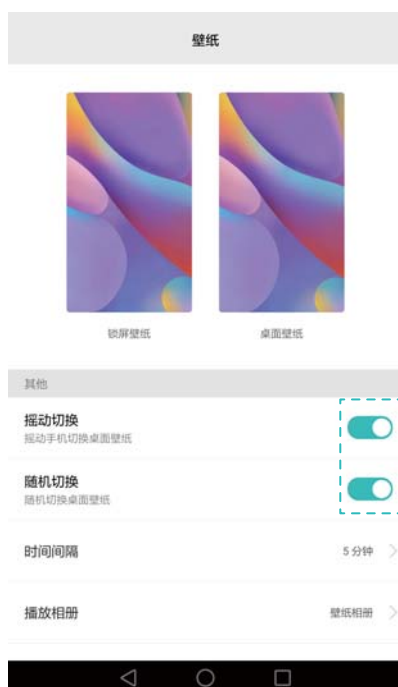 壁纸
锁屏壁纸 桌面壁纸
其他
摇动切换
摇动手机切换桌面壁纸
随机切换
随机切换桌面壁纸
时间间隔 5 分钟
播放相册 壁纸相册